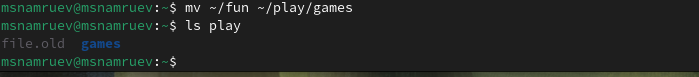 msnamruev@msnamruev:~$ mv ~/fun ~/play/games
msnamruev@msnamruev:~$ ls play
file.old  games
msnamruev@msnamruev:~$